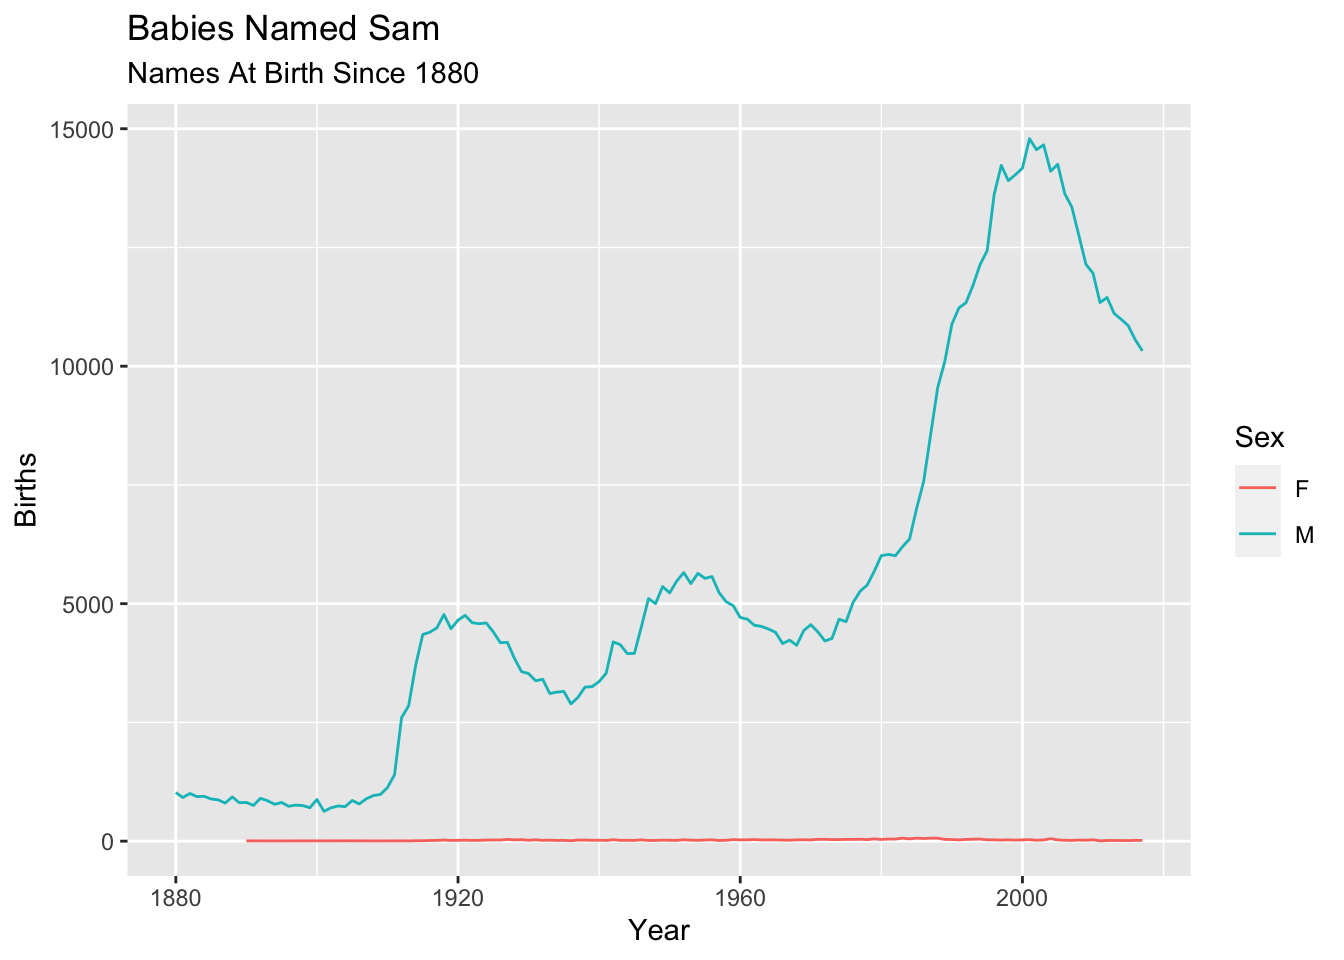 Babies Named Sam
Names At Birth Since 1880
15000
10000
5000
0
Births
1880 1920 1960 2000
Year
Sex
F
M